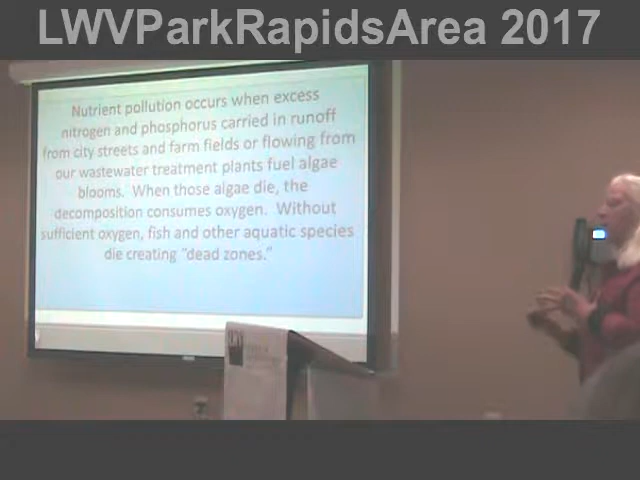 LWVParkRapidsArea 2017
Nutrient pollution occurs when excess
nitrogen and phosphorus carried in runoff
from city streets and farm fields or flowing from
our wastewater treatment plants fuel algae
blooms. When those algae die, the
decomposition consumes oxygen. Without
sufficient oxygen, fish and other aquatic species
die creating "dead zones."